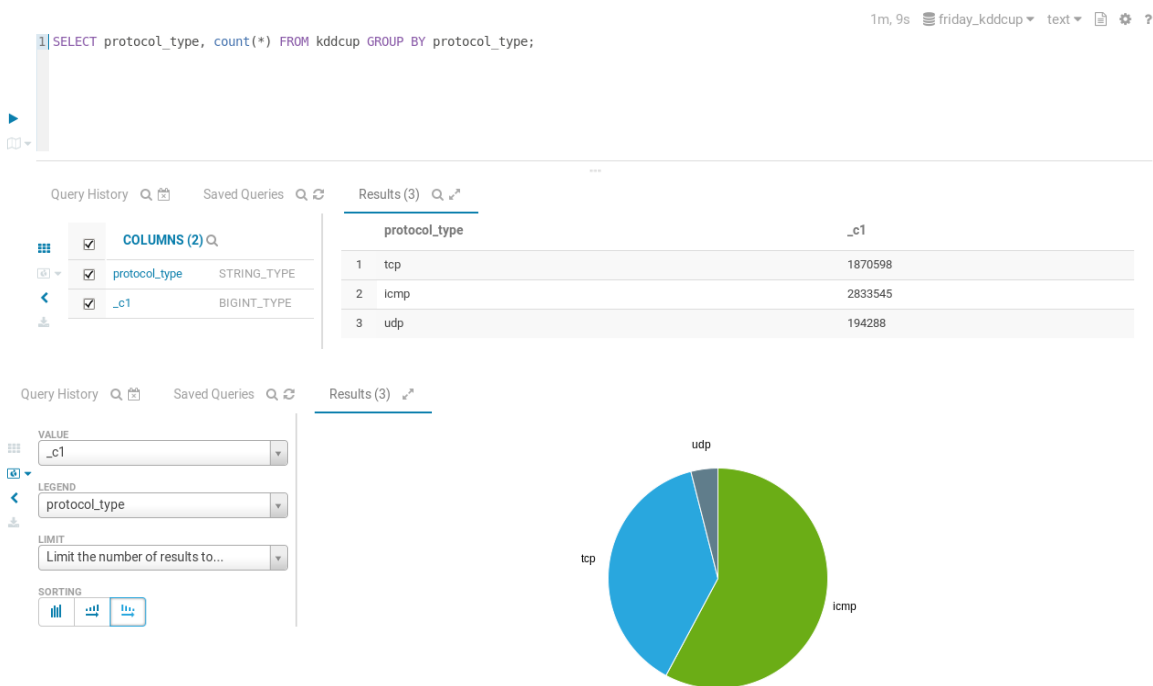 1m, 9s friday_kddcup text ?
1 SELECT protocol_type, count(*) FROM kddcup GROUP BY protocol_type;
Query History Saved Queries Results (3)
COLUMNS (2)
protocol_type STRING_TYPE
_c1 BIGINT_TYPE
protocol_type _c1
1 tcp 1870598
2 icmp 2833545
3 udp 194288
Query History Saved Queries Results (3)
VALUE
_c1
LEGEND
protocol_type
LIMIT
Limit the number of results to...
SORTING
udp
tcp
icmp